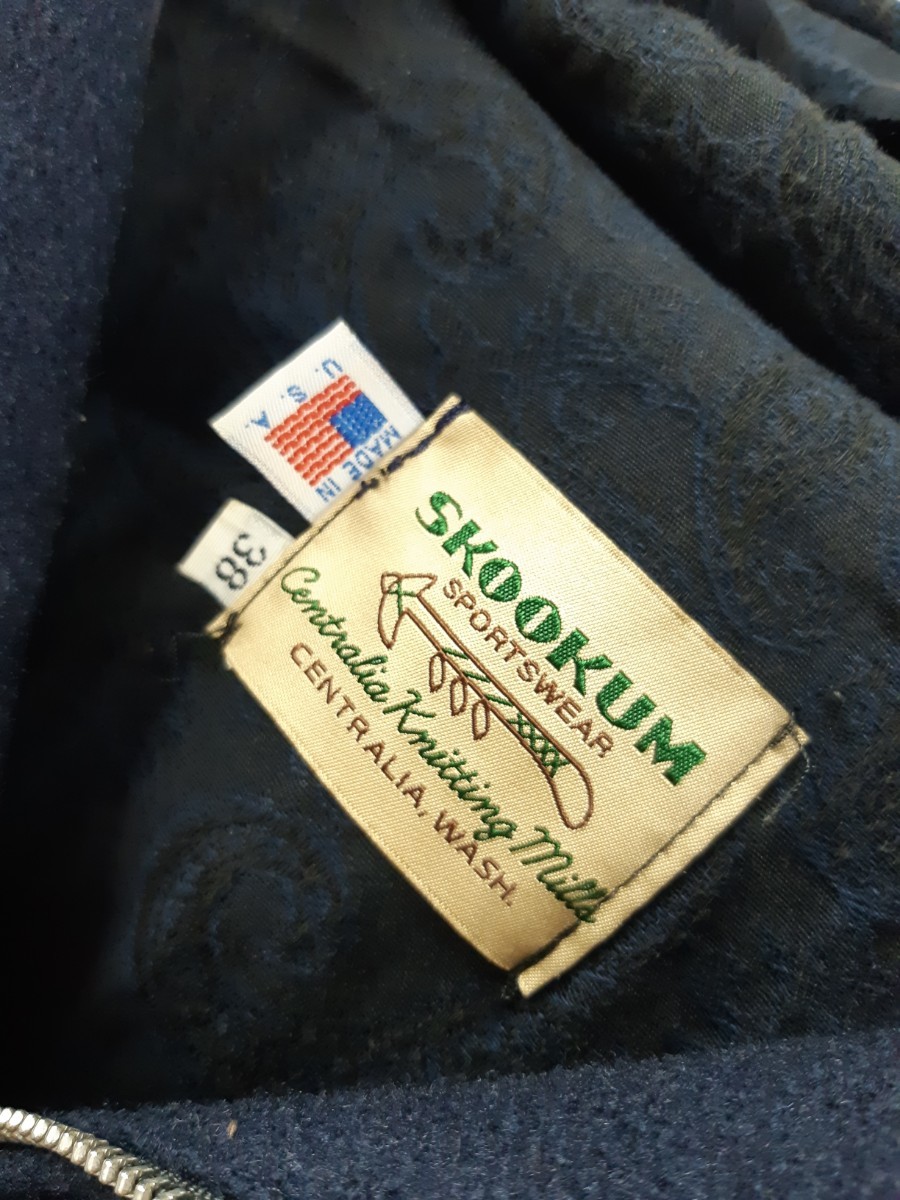 SKOOKUM
SPORTSWEAR
Centralia Knitting Mills
CENTRALIA, WASH.
MADE IN
U. S. A.
38